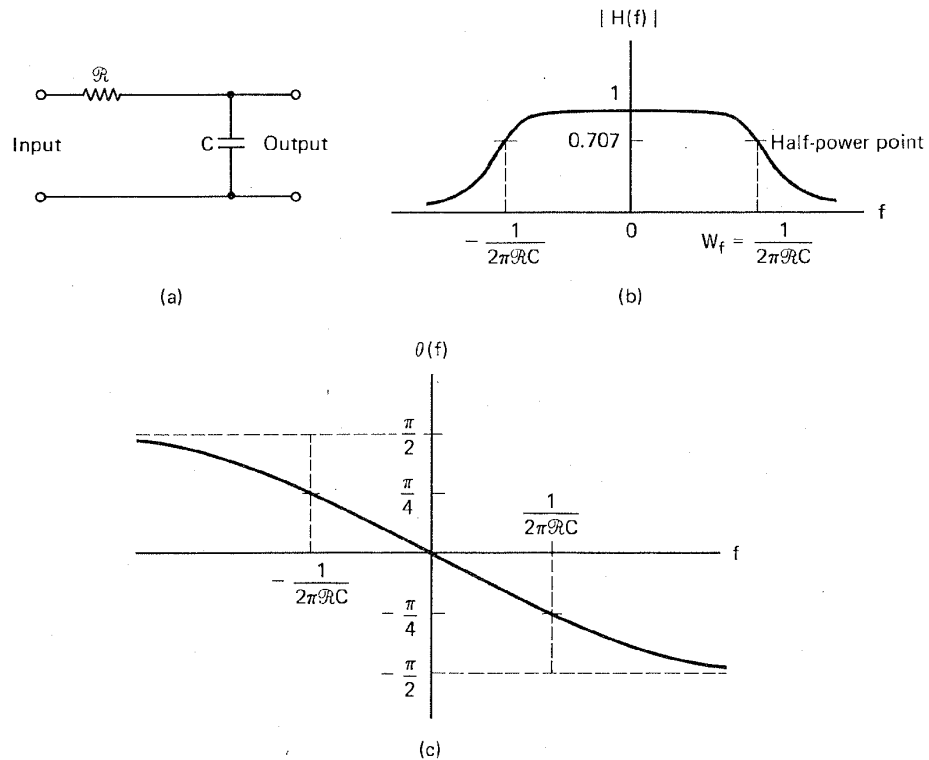 ℛ
Input
C
Output
(a)
| H(f) |
1
0.707
Half-power point
f
0
- 1/(2πℛC)
W_f = 1/(2πℛC)
(b)
θ(f)
π/2
π/4
1/(2πℛC)
f
- 1/(2πℛC)
- π/4
- π/2
(c)